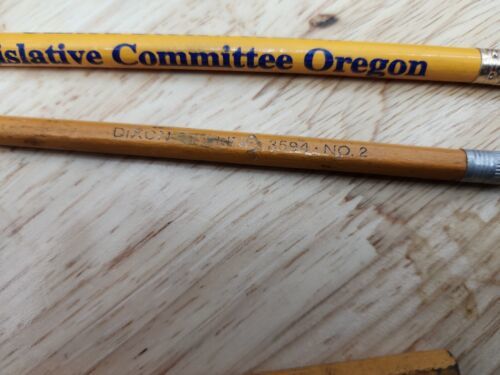 islative Committee Oregon
DIXON 3594 • NO. 2